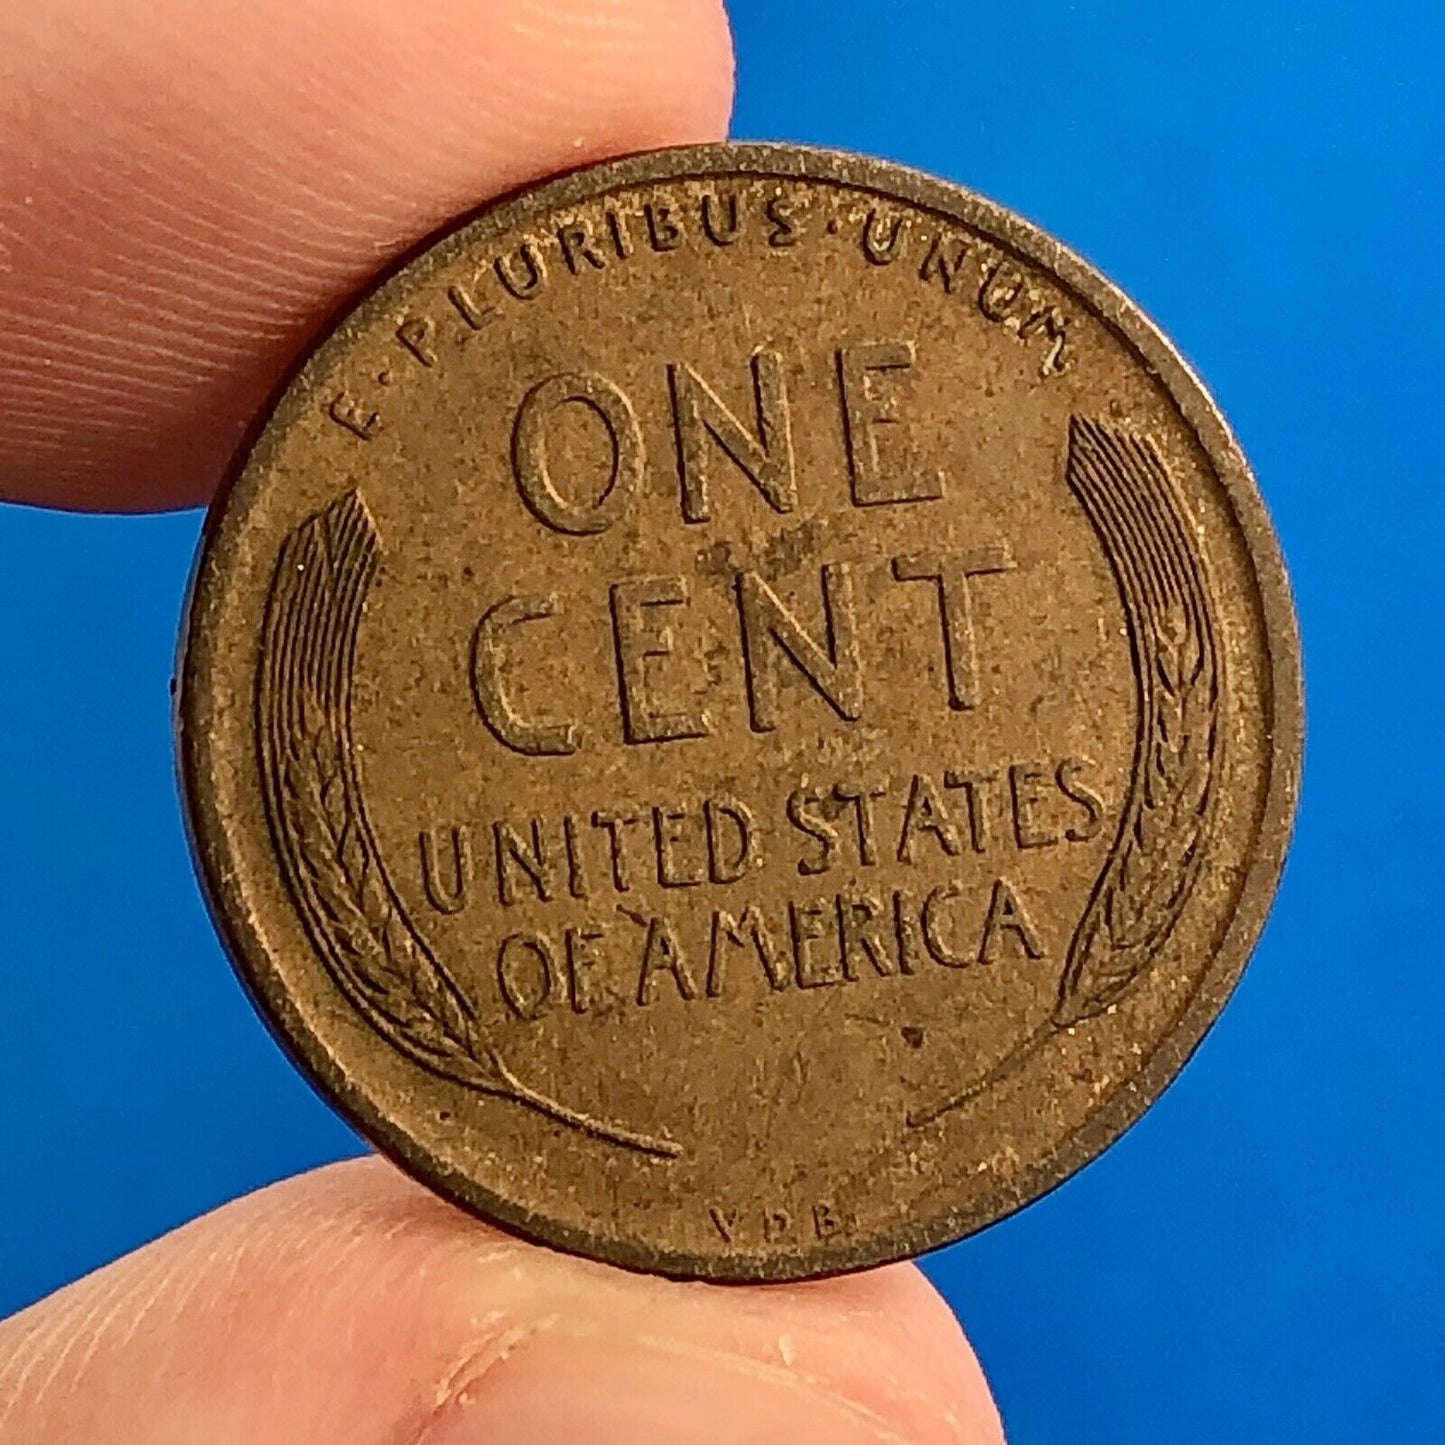 E·PLURIBUS·UNUM
ONE
CENT
UNITED STATES
OF AMERICA
V.D.B.